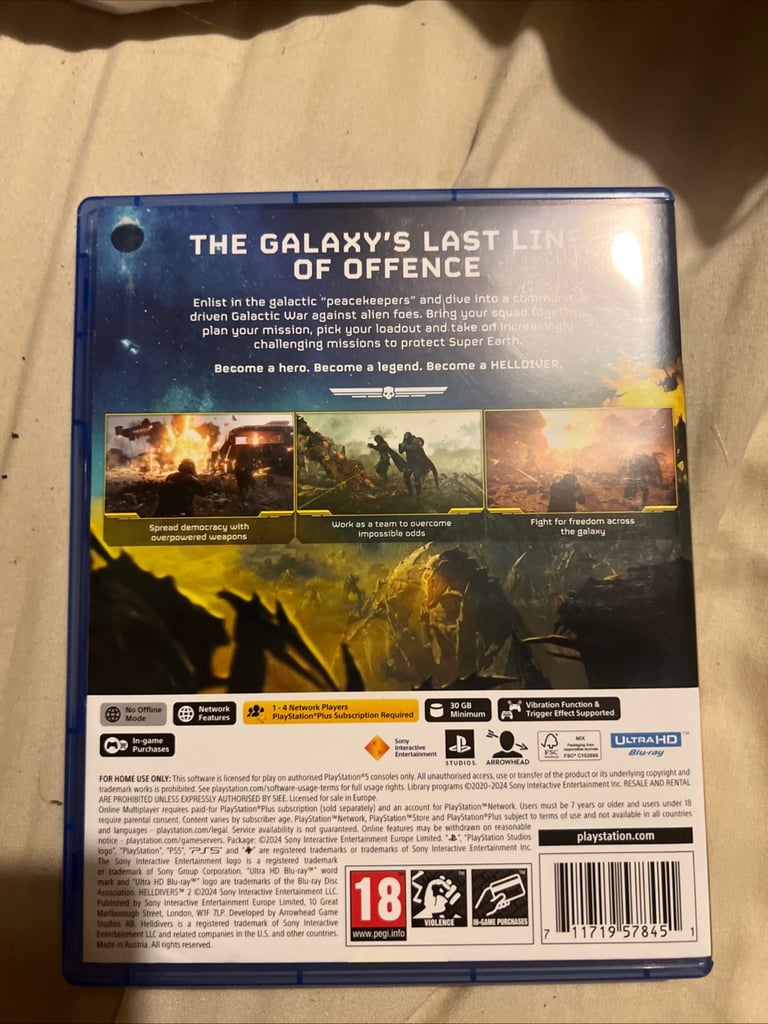 THE GALAXY'S LAST LINE
OF OFFENCE
Enlist in the galactic "peacekeepers" and dive into a community
driven Galactic War against alien foes. Bring your squad together,
plan your mission, pick your loadout and take on increasingly
challenging missions to protect Super Earth.
Become a hero. Become a legend. Become a HELLDIVER.
Spread democracy with
overpowered weapons
Work as a team to overcome
impossible odds
Fight for freedom across
the galaxy
No Offline
Mode
Network
Features
1 - 4 Network Players
PlayStation®Plus Subscription Required
30 GB
Minimum
Vibration Function &
Trigger Effect Supported
In-game
Purchases
Sony
Interactive
Entertainment
STUDIOS
ARROWHEAD
FSC
MIX
Packaging from
responsible sources
FSC® C102686
ULTRA HD
Blu-ray™
FOR HOME USE ONLY: This software is licensed for play on authorised PlayStation®5 consoles only. All unauthorised access, use or transfer of the product or its underlying copyright and
trademark works is prohibited. See playstation.com/software-usage-terms for full usage rights. Library programs ©2020-2024 Sony Interactive Entertainment Inc. RESALE AND RENTAL
ARE PROHIBITED UNLESS EXPRESSLY AUTHORISED BY SIEE. Licensed for sale in Europe.
Online Multiplayer requires paid-for PlayStation®Plus subscription (sold separately) and an account for PlayStation™Network. Users must be 7 years or older and users under 18
require parental consent. Content varies by subscriber age. PlayStation™Network, PlayStation™Store and PlayStation®Plus subject to terms of use and not available in all countries
and languages - playstation.com/legal. Service availability is not guaranteed. Online features may be withdrawn on reasonable
notice - playstation.com/gameservers. Package: ©2024 Sony Interactive Entertainment Europe Limited. "PS", "PlayStation Studios
logo", "PlayStation", "PS5", "PS5" and "✦" are registered trademarks or trademarks of Sony Interactive Entertainment Inc.
The Sony Interactive Entertainment logo is a registered trademark
or trademark of Sony Group Corporation. "Ultra HD Blu-ray™" word
mark and "Ultra HD Blu-ray™" logo are trademarks of the Blu-ray Disc
Association. HELLDIVERS™ 2 ©2024 Sony Interactive Entertainment LLC.
Published by Sony Interactive Entertainment Europe Limited, 10 Great
Marlborough Street, London, W1F 7LP. Developed by Arrowhead Game
Studios AB. Helldivers is a registered trademark of Sony Interactive
Entertainment LLC and related companies in the U.S. and other countries.
Made in Austria. All rights reserved.
playstation.com
18
www.pegi.info
VIOLENCE
IN-GAME PURCHASES
7 11719 57845 1